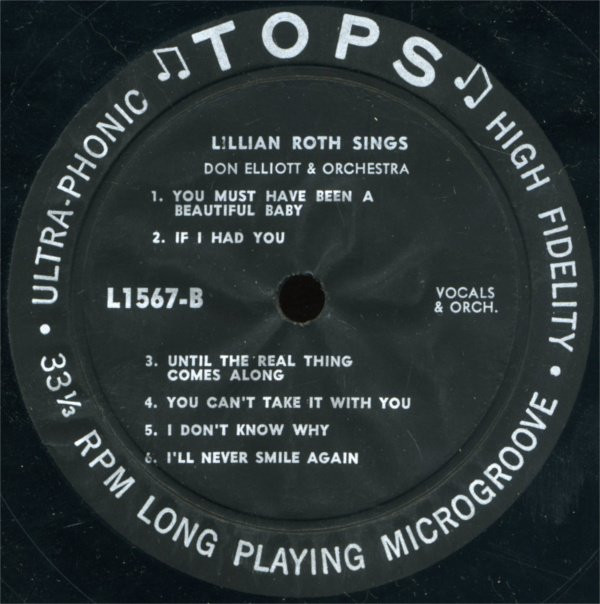 TOPS
ULTRA-PHONIC
HIGH FIDELITY
LILLIAN ROTH SINGS
DON ELLIOTT & ORCHESTRA
1. YOU MUST HAVE BEEN A
BEAUTIFUL BABY
2. IF I HAD YOU
L1567-B
VOCALS
& ORCH.
3. UNTIL THE REAL THING
COMES ALONG
4. YOU CAN'T TAKE IT WITH YOU
5. I DON'T KNOW WHY
6. I'LL NEVER SMILE AGAIN
• 33⅓ RPM LONG PLAYING MICROGROOVE •